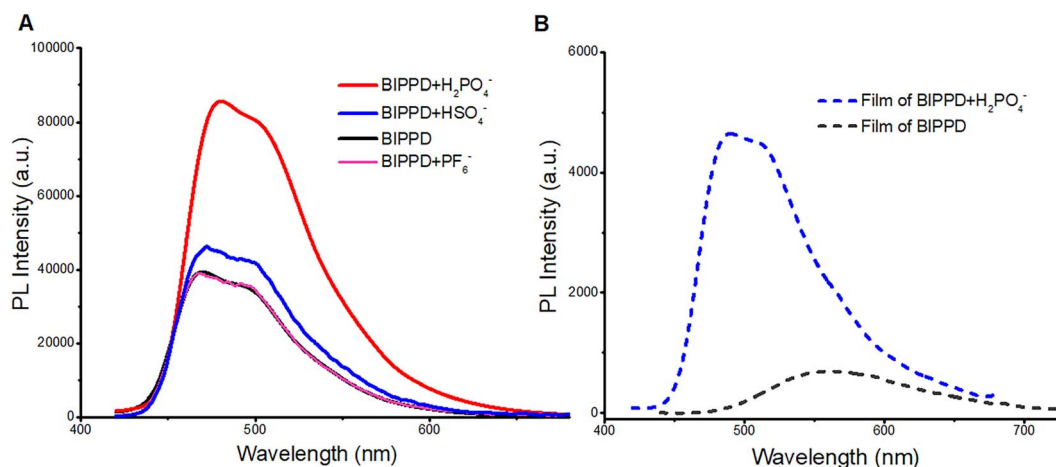 A
100000
80000
60000
40000
20000
0
PL Intensity (a.u.)
BIPPD+H₂PO₄⁻
BIPPD+HSO₄⁻
BIPPD
BIPPD+PF₆⁻
400
500
600
Wavelength (nm)
B
6000
4000
2000
0
PL Intensity (a.u.)
Film of BIPPD+H₂PO₄⁻
Film of BIPPD
400
500
600
700
Wavelength (nm)